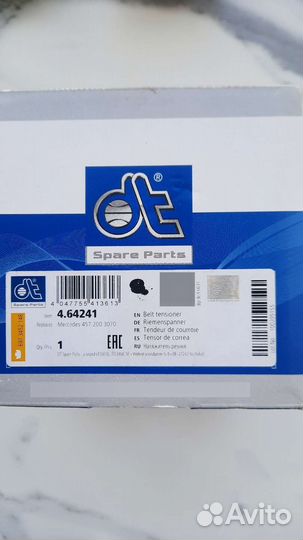 dt
®
Spare Parts
4 047755 413613
Item 4.64241
Replaces Mercedes 457 200 3070
Qty. (Pcs.) 1
EN Belt tensioner
DE Riemenspanner
FR Tendeur de courroie
ES Tensor de correa
RU Натяжитель ремня
EAC
Avito